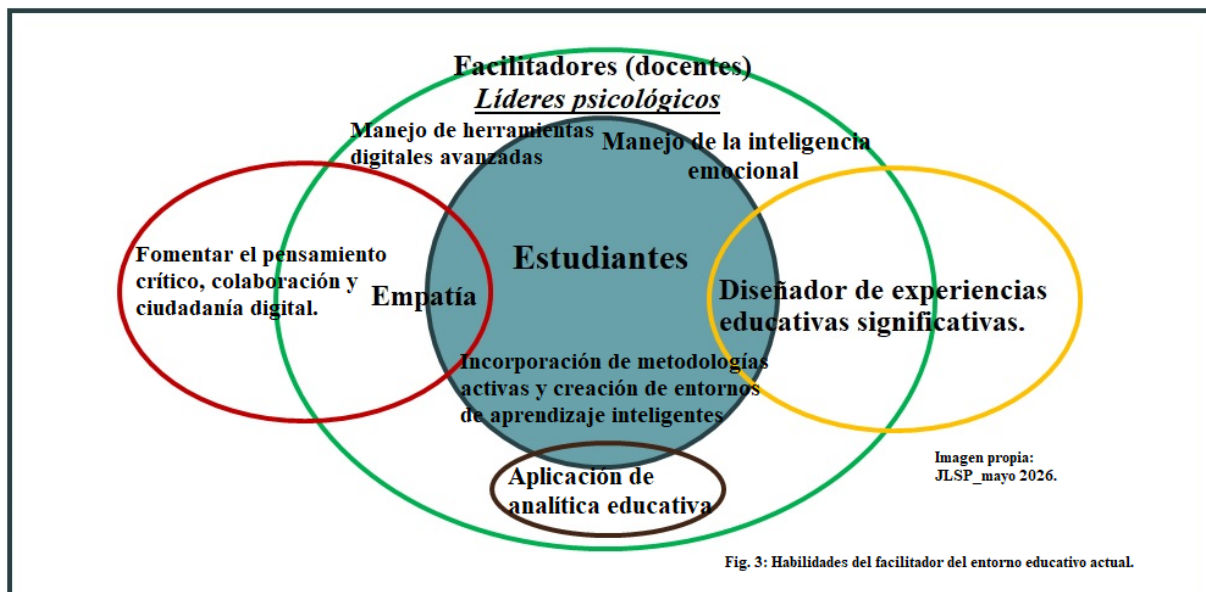 Facilitadores (docentes)
Líderes psicológicos
Manejo de herramientas
digitales avanzadas
Manejo de la inteligencia
emocional
Fomentar el pensamiento
crítico, colaboración y
ciudadanía digital.
Empatía
Estudiantes
Diseñador de experiencias
educativas significativas.
Incorporación de metodologías
activas y creación de entornos
de aprendizaje inteligentes
Aplicación de
analítica educativa
Imagen propia:
JLSP_mayo 2026.
Fig. 3: Habilidades del facilitador del entorno educativo actual.